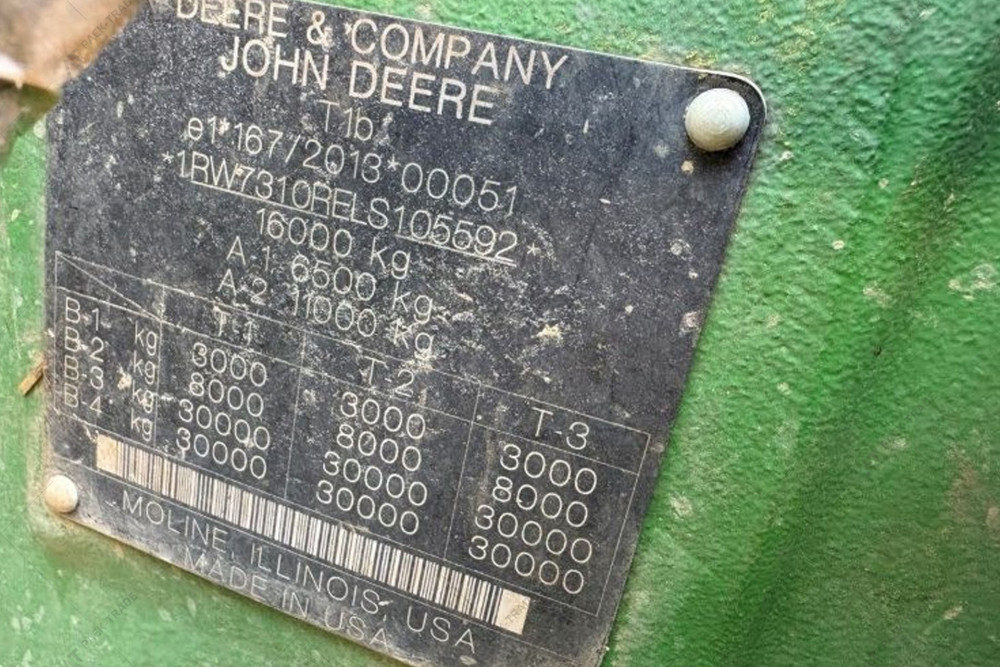 DEERE & COMPANY
JOHN DEERE
T1b
e1*167/2013*00051
*1RW7310RELS105592*
16000 kg
A-1 6500 kg
A-2 11000 kg
T-1 T-2 T-3
B-1 kg 3000 3000 3000
B-2 kg 8000 8000 8000
B-3 kg 30000 30000 30000
B-4 kg 30000 30000 30000
MOLINE, ILLINOIS, USA
MADE IN USA